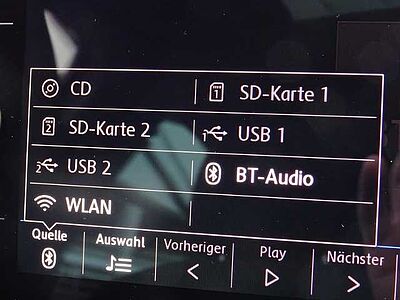 CD
SD-Karte 1
SD-Karte 2
USB 1
USB 2
BT-Audio
WLAN
Quelle
Auswahl
Vorheriger
Play
Nächster